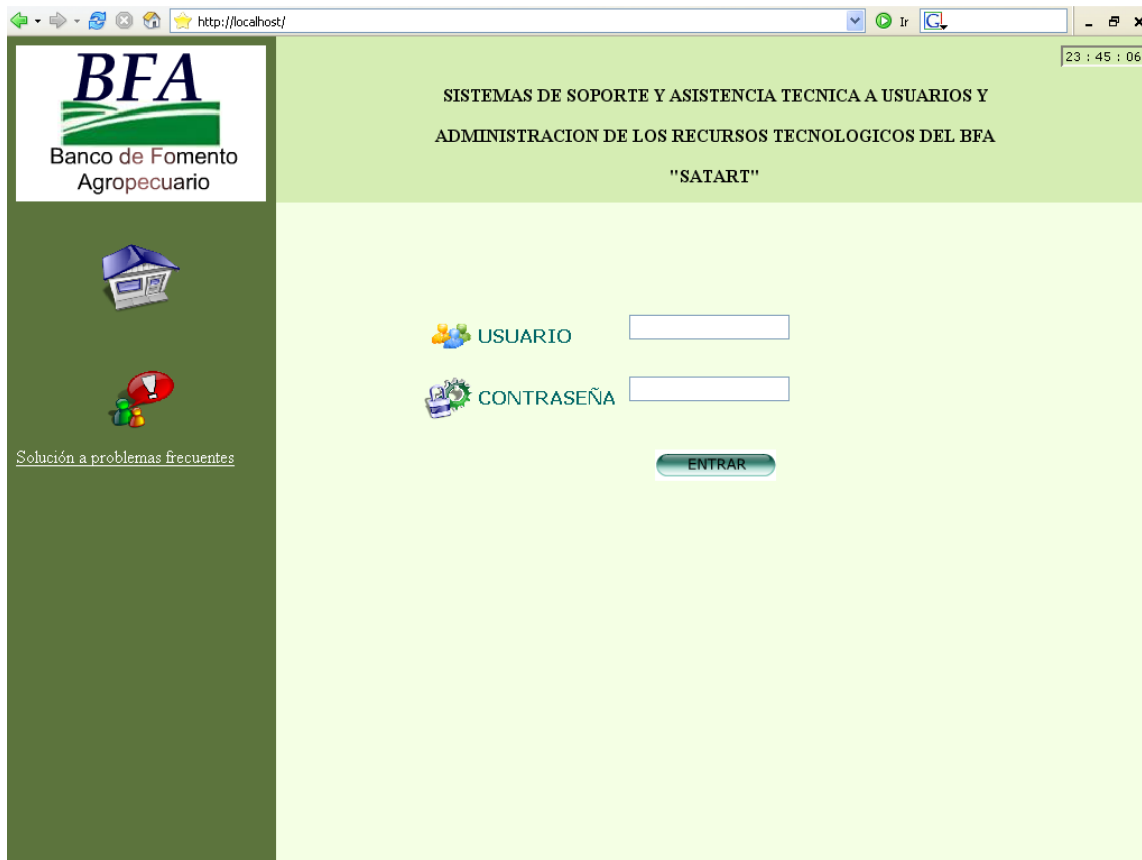 http://localhost/
Ir
G
23 : 45 : 06
BFA
Banco de Fomento
Agropecuario
SISTEMAS DE SOPORTE Y ASISTENCIA TECNICA A USUARIOS Y
ADMINISTRACION DE LOS RECURSOS TECNOLOGICOS DEL BFA
"SATART"
USUARIO
CONTRASEÑA
Solución a problemas frecuentes
ENTRAR